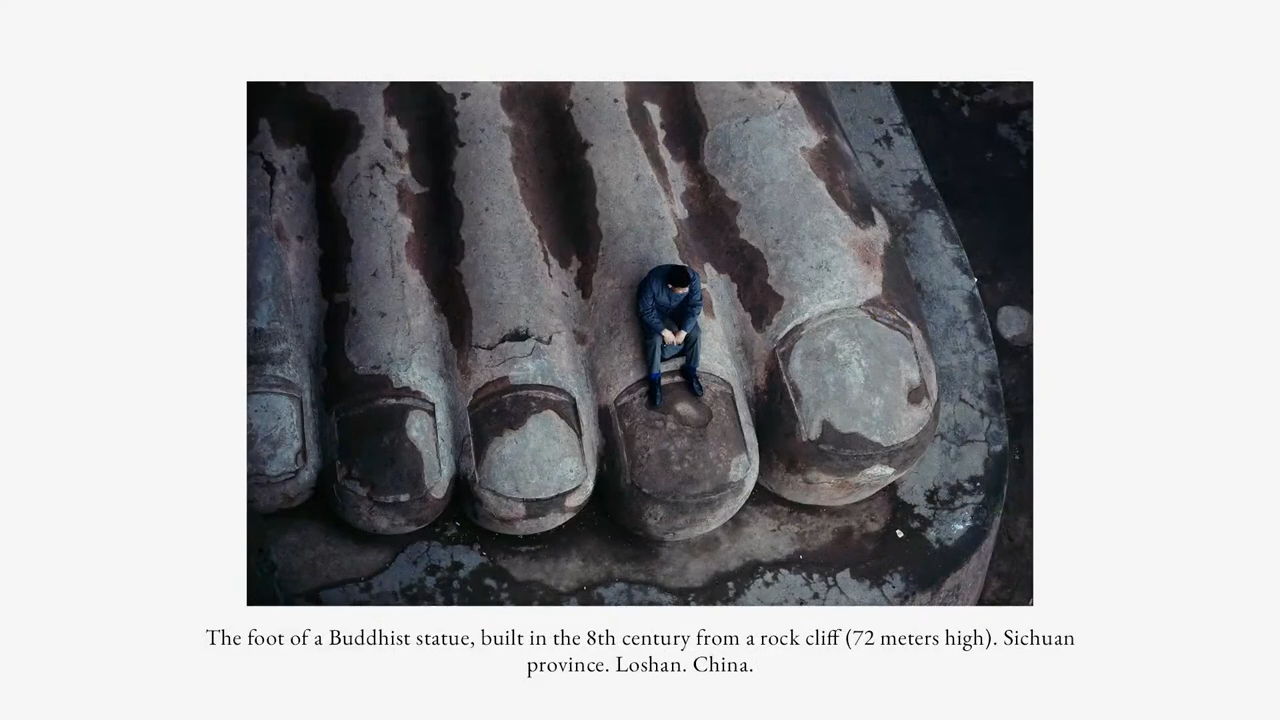 The foot of a Buddhist statue, built in the 8th century from a rock cliff (72 meters high). Sichuan
province. Loshan. China.